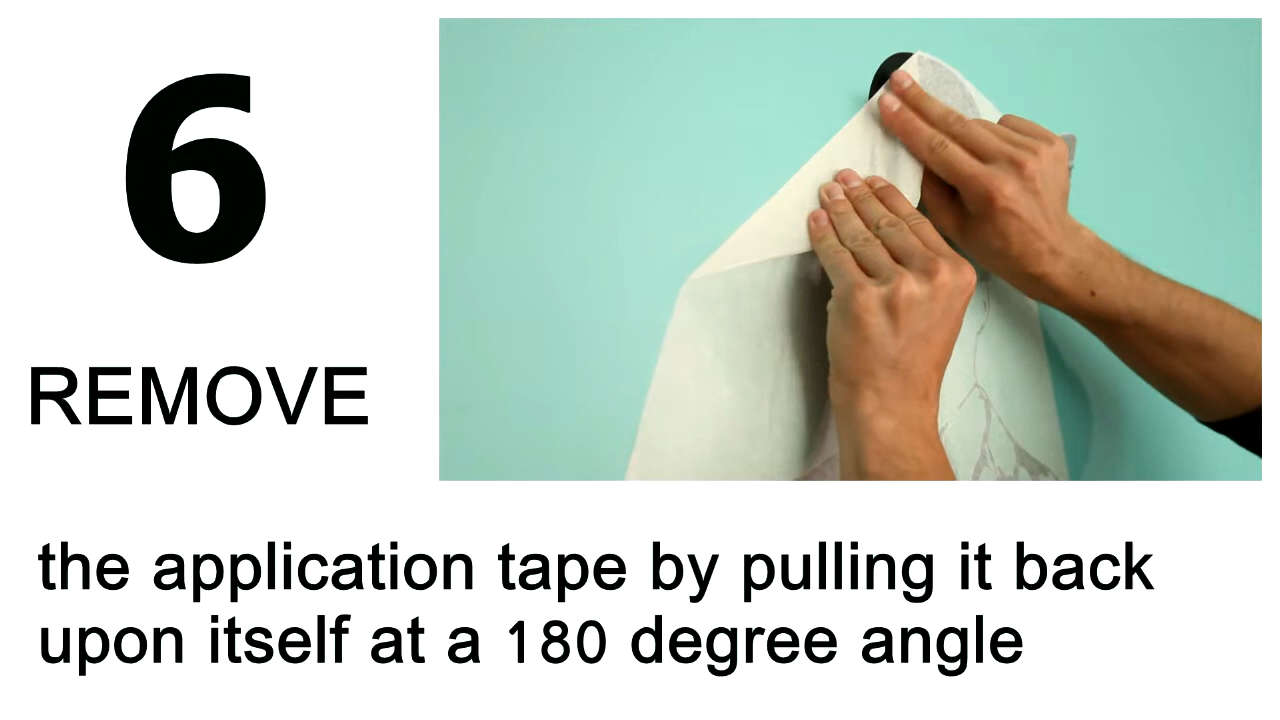 6
REMOVE
the application tape by pulling it back
upon itself at a 180 degree angle